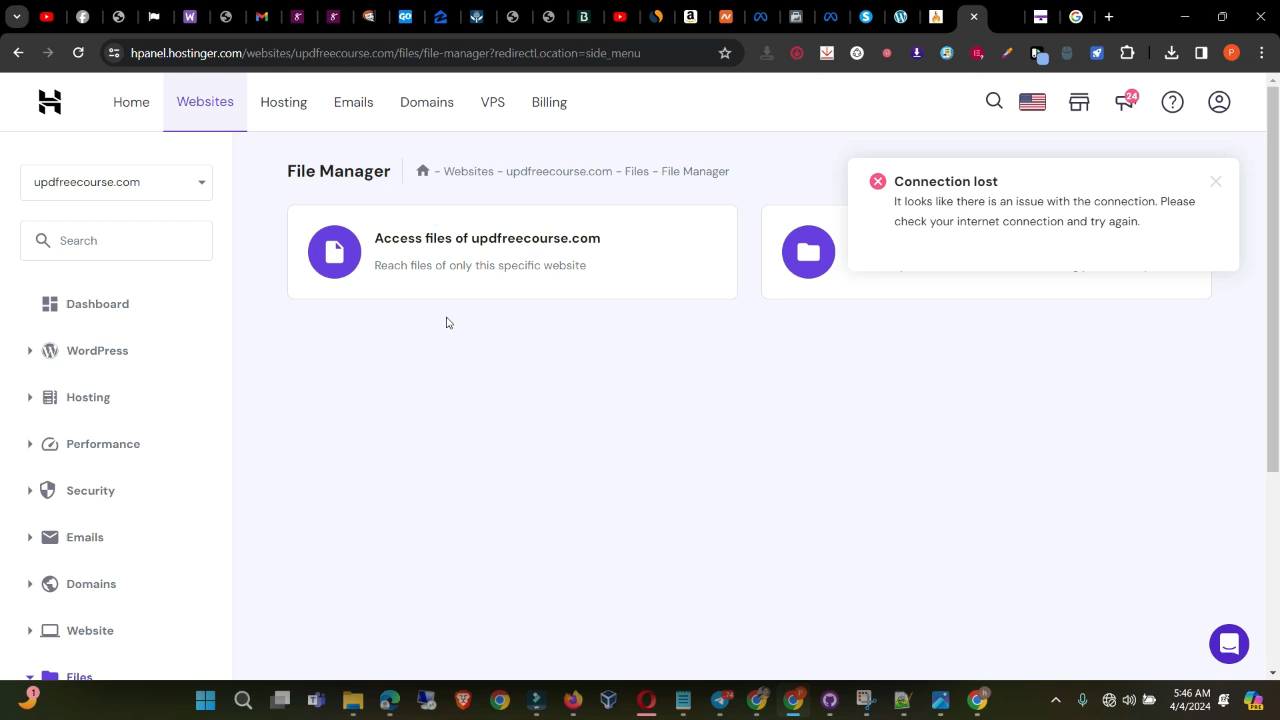 hpanel.hostinger.com/websites/updfreecourse.com/files/file-manager?redirectLocation=side_menu
Home
Websites
Hosting
Emails
Domains
VPS
Billing
24
updfreecourse.com
Search
Dashboard
WordPress
Hosting
Performance
Security
Emails
Domains
Website
Files
File Manager
- Websites - updfreecourse.com - Files - File Manager
Access files of updfreecourse.com
Reach files of only this specific website
Connection lost
It looks like there is an issue with the connection. Please
check your internet connection and try again.
1
74
5:46 AM
4/4/2024